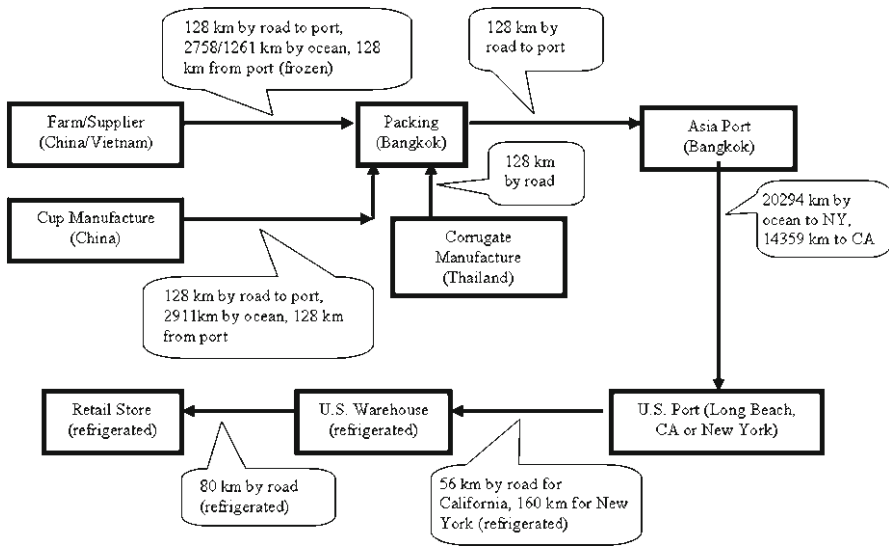 128 km by road to port,
2758/1261 km by ocean, 128
km from port (frozen)
128 km by
road to port
Farm/Supplier
(China/Vietnam)
Packing
(Bangkok)
Asia Port
(Bangkok)
128 km
by road
Cup Manufacture
(China)
Corrugate
Manufacture
(Thailand)
20294 km by
ocean to NY,
14359 km to CA
128 km by road to port,
2911km by ocean, 128 km
from port
Retail Store
(refrigerated)
U.S. Warehouse
(refrigerated)
U.S. Port (Long Beach,
CA or New York)
80 km by road
(refrigerated)
56 km by road for
California, 160 km for New
York (refrigerated)